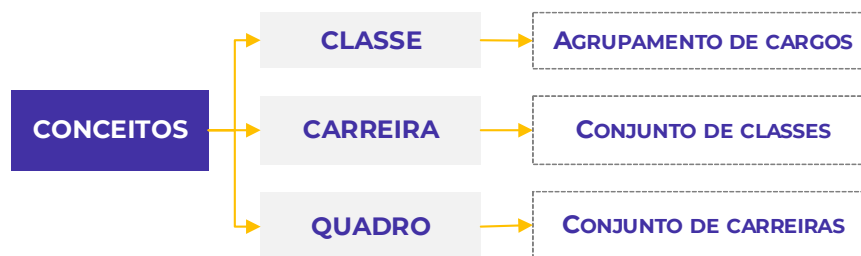 CLASSE
AGRUPAMENTO DE CARGOS
CONCEITOS
CARREIRA
CONJUNTO DE CLASSES
QUADRO
CONJUNTO DE CARREIRAS